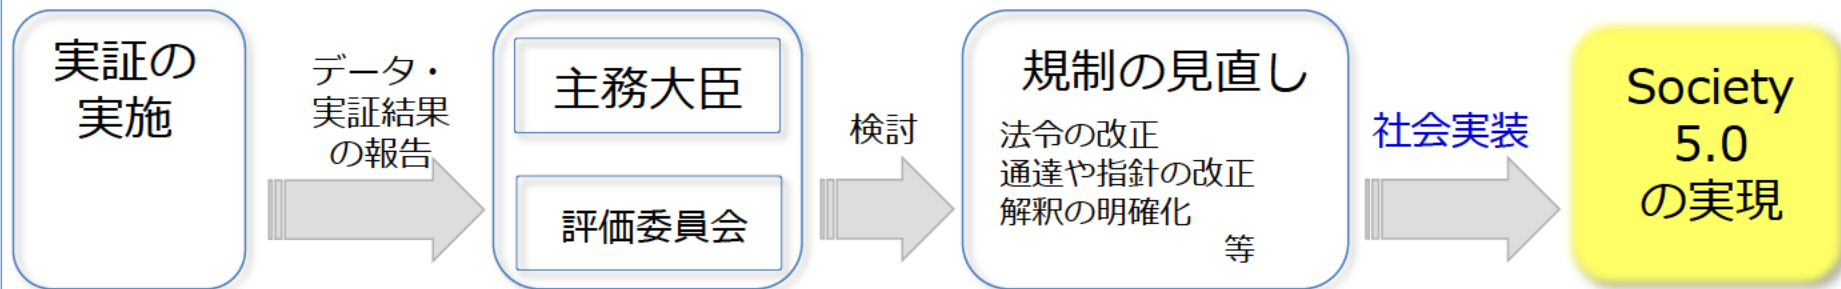 実証の
実施
データ・
実証結果
の報告
主務大臣
評価委員会
検討
規制の見直し
法令の改正
通達や指針の改正
解釈の明確化
等
社会実装
Society
5.0
の実現